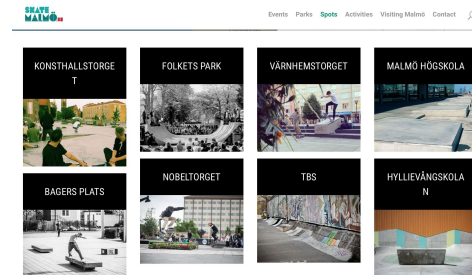 SKATE
MALMÖ.SE
Events Parks Spots Activities Visiting Malmö Contact
KONSTHALLSTORGE
T
FOLKETS PARK
VÄRNHEMSTORGET
MALMÖ HÖGSKOLA
BAGERS PLATS
NOBELTORGET
TBS
HYLLIEVÅNGSKOLA
N